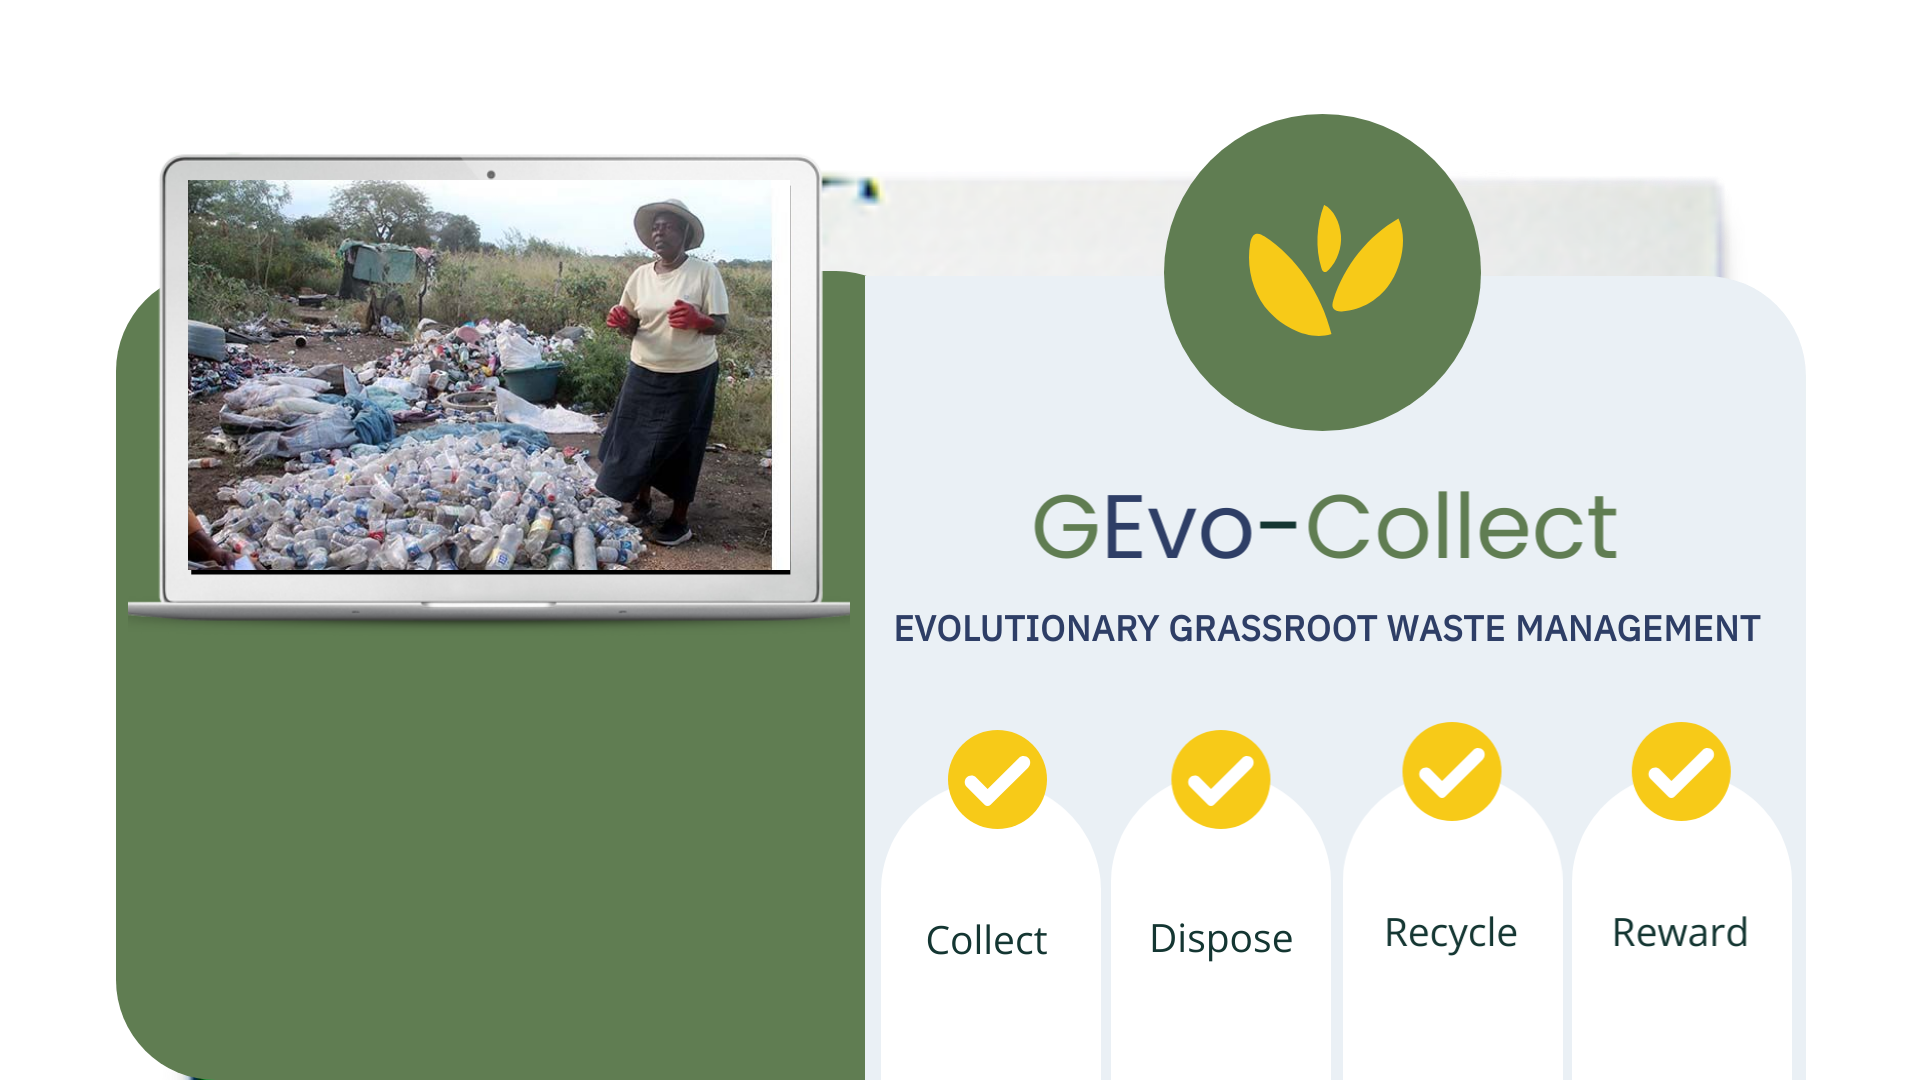 GEvo-Collect
EVOLUTIONARY GRASSROOT WASTE MANAGEMENT
Collect
Dispose
Recycle
Reward